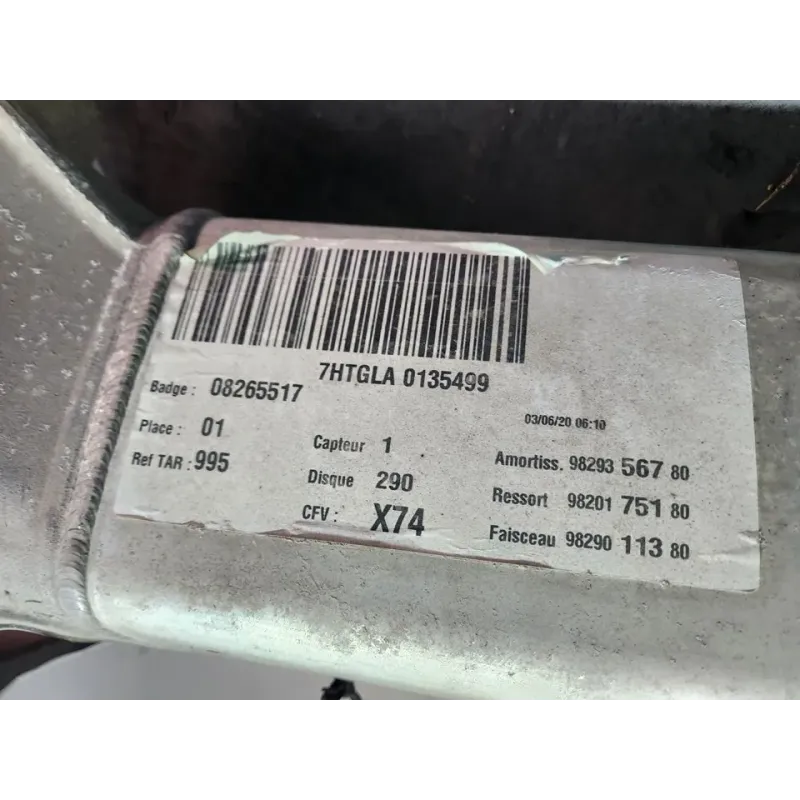 7HTGLA 0135499
Badge : 08265517
03/06/20 06:10
Place : 01
Capteur 1
Amortiss. 98293 567 80
Ref TAR : 995
Disque 290
Ressort 98201 751 80
CFV : X74
Faisceau 98290 113 80